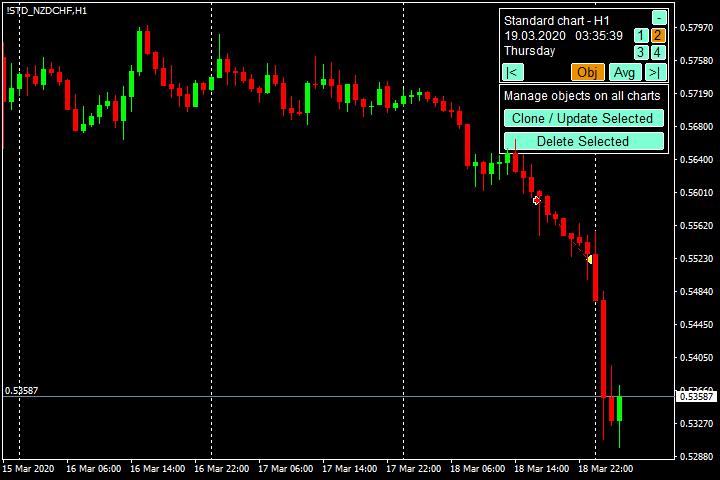 !STD_NZDCHF,H1
-
Standard chart - H1
19.03.2020 03:35:39
1 2
Thursday
3 4
|< Obj Avg >|
Manage objects on all charts
Clone / Update Selected
Delete Selected
0.57970
0.57580
0.57190
0.56800
0.56400
0.56010
0.55620
0.55230
0.54840
0.54450
0.54050
0.53660
0.53587
0.53587
0.53270
0.52880
15 Mar 2020
16 Mar 06:00
16 Mar 14:00
16 Mar 22:00
17 Mar 06:00
17 Mar 14:00
17 Mar 22:00
18 Mar 06:00
18 Mar 14:00
18 Mar 22:00